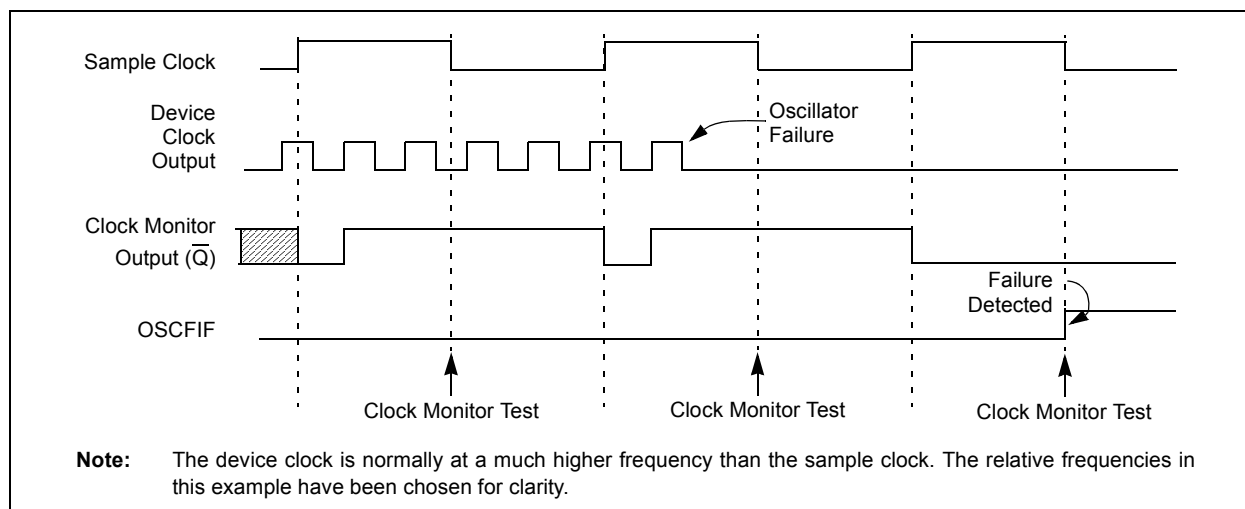 Sample Clock
Device
Clock
Output
Oscillator
Failure
Clock Monitor
Output (Q̅)
Failure
Detected
OSCFIF
Clock Monitor Test
Clock Monitor Test
Clock Monitor Test
Note: The device clock is normally at a much higher frequency than the sample clock. The relative frequencies in
this example have been chosen for clarity.